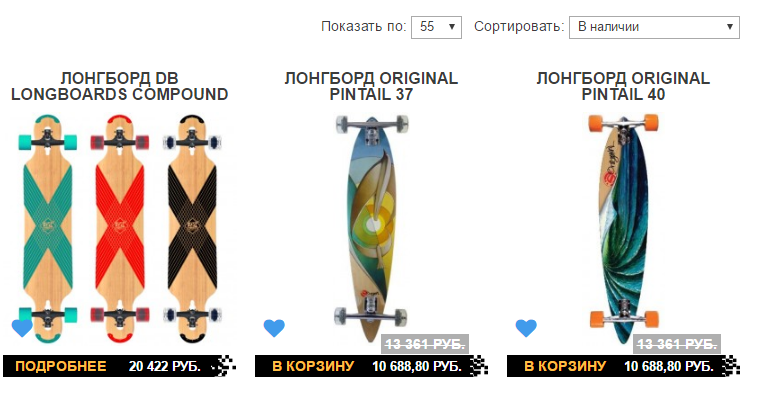 Показать по: 55 Сортировать: В наличии
ЛОНГБОРД DB
LONGBOARDS COMPOUND
ЛОНГБОРД ORIGINAL
PINTAIL 37
ЛОНГБОРД ORIGINAL
PINTAIL 40
13 361 РУБ.
13 361 РУБ.
ПОДРОБНЕЕ 20 422 РУБ.
В КОРЗИНУ 10 688,80 РУБ.
В КОРЗИНУ 10 688,80 РУБ.